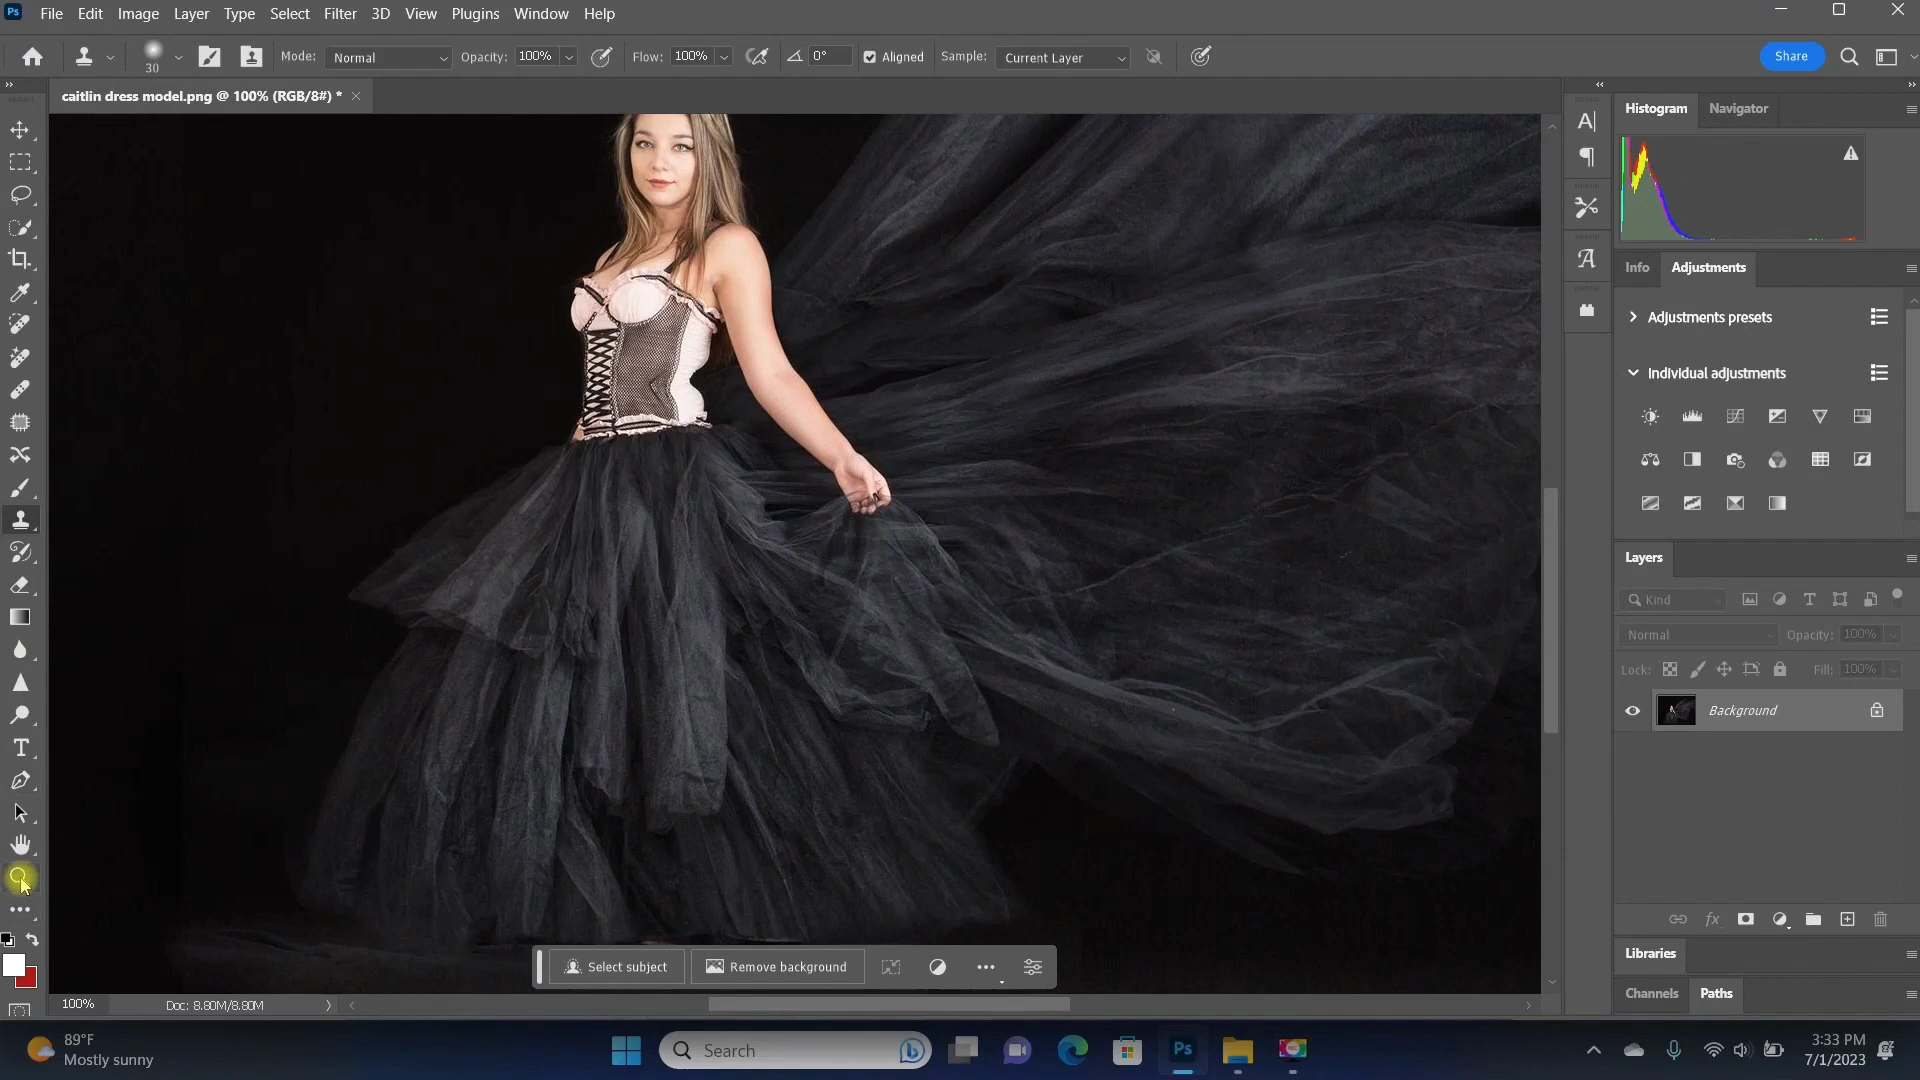 Ps File Edit Image Layer Type Select Filter 3D View Plugins Window Help
30 Mode: Normal Opacity: 100% Flow: 100% 0° Aligned Sample: Current Layer Share
caitlin dress model.png @ 100% (RGB/8#) *
Histogram Navigator
Info Adjustments
Adjustments presets
Individual adjustments
Layers
Kind
Normal Opacity: 100%
Lock: Fill: 100%
Background
Select subject Remove background
Libraries
Channels Paths
100% Doc: 8.80M/8.80M
89°F
Mostly sunny
Search
Ps
3:33 PM
7/1/2023